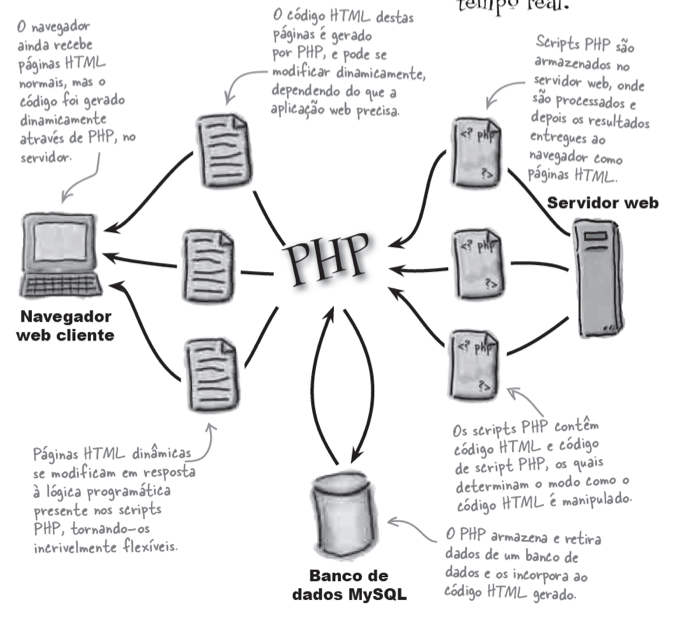 tempo real.
O navegador
ainda recebe
páginas HTML
normais, mas o
código foi gerado
dinamicamente
através de PHP, no
servidor.
O código HTML destas
páginas é gerado
por PHP, e pode se
modificar dinamicamente,
dependendo do que a
aplicação web precisa.
Scripts PHP são
armazenados no
servidor web, onde
são processados e
depois os resultados
entregues ao
navegador como
páginas HTML.
Servidor web
<? php
?>
<? php
?>
<? php
?>
PHP
Navegador
web cliente
Páginas HTML dinâmicas
se modificam em resposta
à lógica programática
presente nos scripts
PHP, tornando-os
incrivelmente flexíveis.
Os scripts PHP contêm
código HTML e código
de script PHP, os quais
determinam o modo como o
código HTML é manipulado.
Banco de
dados MySQL
O PHP armazena e retira
dados de um banco de
dados e os incorpora ao
código HTML gerado.